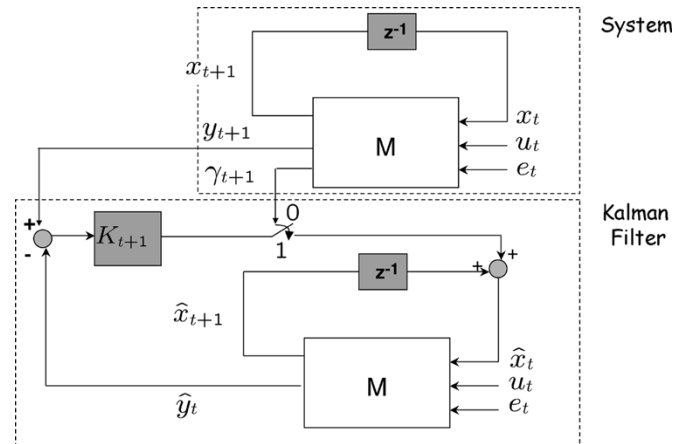 System
z⁻¹
x_{t+1}
x_t
y_{t+1}
M
u_t
γ_{t+1}
e_t
0
Kalman
Filter
+
K_{t+1}
-
1
+
z⁻¹
+
x̂_{t+1}
x̂_t
M
u_t
ŷ_t
e_t